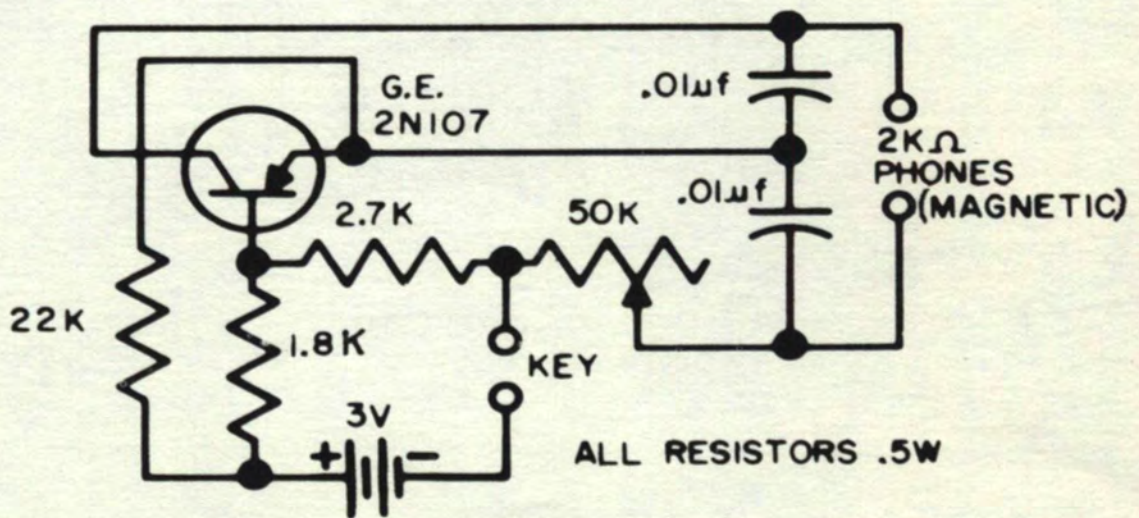 G.E.
2N107
.01μf
2KΩ
PHONES
(MAGNETIC)
.01μf
2.7K
50K
22K
1.8K
KEY
3V
+ -
ALL RESISTORS .5W